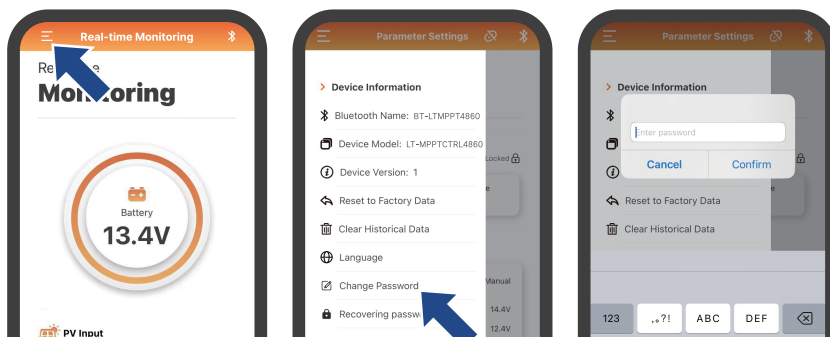 Real-time Monitoring
Battery
13.4V
PV Input
Parameter Settings
Device Information
Bluetooth Name: BT-LTMPPT4860
Device Model: LT-MPPTCTRL4860
Locked
Device Version: 1
Reset to Factory Data
Clear Historical Data
Language
Change Password
Manual
Recovering
14.4V
12.4V
Parameter Settings
Device Information
Enter password
Cancel
Confirm
Reset to Factory Data
Clear Historical Data
123
.,?!
ABC
DEF